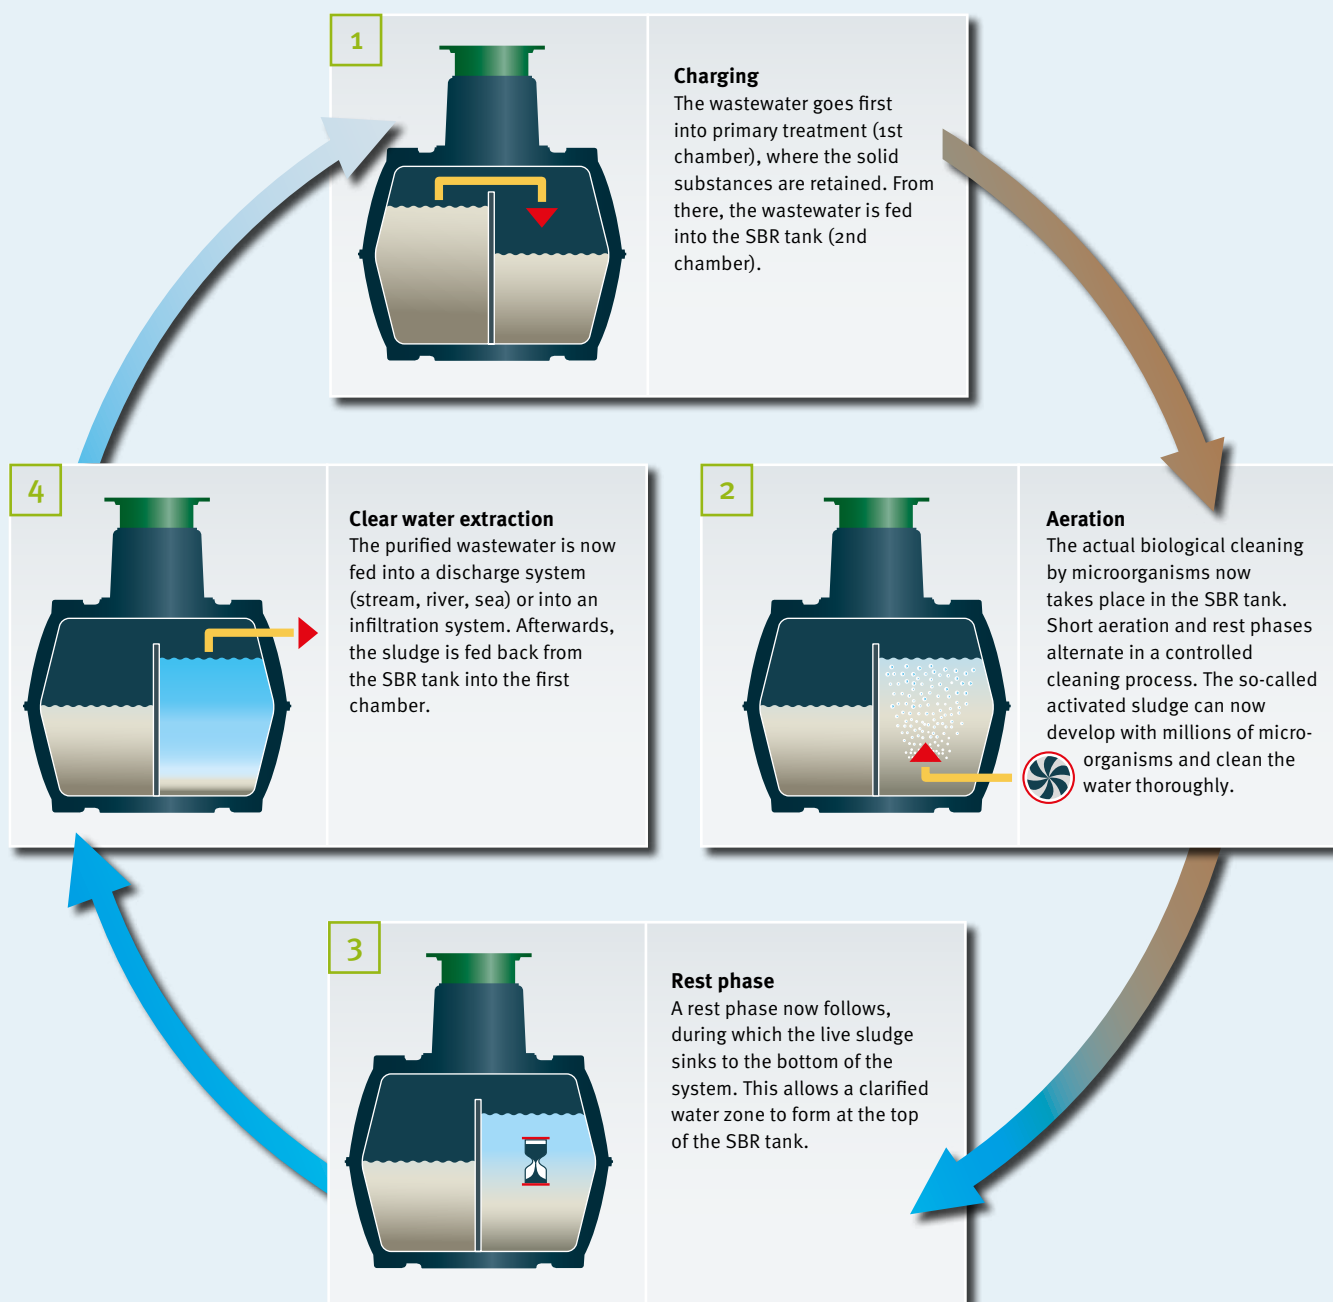 1
Charging
The wastewater goes first
into primary treatment (1st
chamber), where the solid
substances are retained. From
there, the wastewater is fed
into the SBR tank (2nd
chamber).
2
Aeration
The actual biological cleaning
by microorganisms now
takes place in the SBR tank.
Short aeration and rest phases
alternate in a controlled
cleaning process. The so-called
activated sludge can now
develop with millions of micro-
organisms and clean the
water thoroughly.
3
Rest phase
A rest phase now follows,
during which the live sludge
sinks to the bottom of the
system. This allows a clarified
water zone to form at the top
of the SBR tank.
4
Clear water extraction
The purified wastewater is now
fed into a discharge system
(stream, river, sea) or into an
infiltration system. Afterwards,
the sludge is fed back from
the SBR tank into the first
chamber.